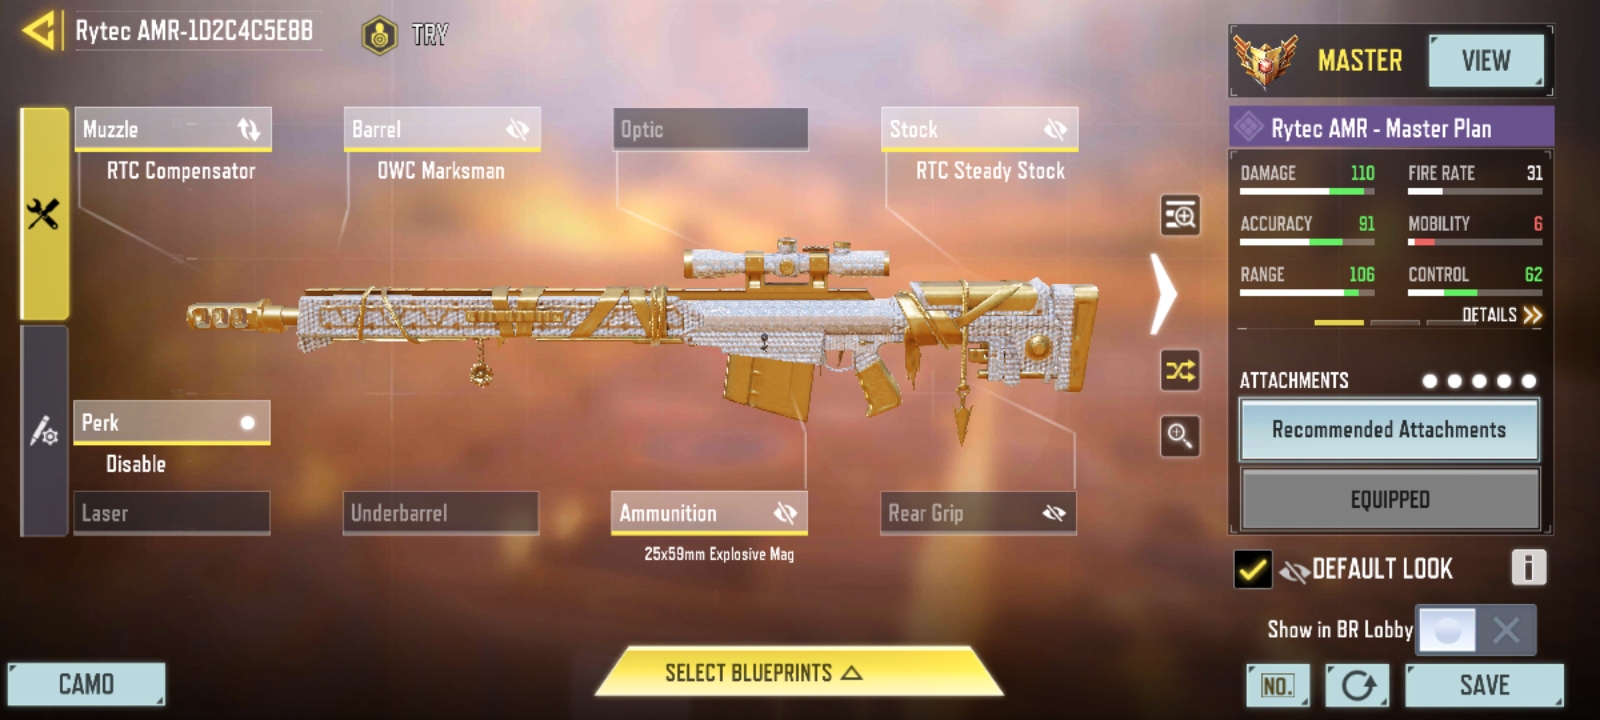 Rytec AMR-1D2C4C5E8B
TRY
MASTER
VIEW
Muzzle
RTC Compensator
Barrel
OWC Marksman
Optic
Stock
RTC Steady Stock
Rytec AMR - Master Plan
DAMAGE 110
FIRE RATE 31
ACCURACY 91
MOBILITY 6
RANGE 106
CONTROL 62
DETAILS
ATTACHMENTS
Recommended Attachments
EQUIPPED
Perk
Disable
Laser
Underbarrel
Ammunition
25x59mm Explosive Mag
Rear Grip
DEFAULT LOOK
i
Show in BR Lobby
CAMO
SELECT BLUEPRINTS
NO.
SAVE